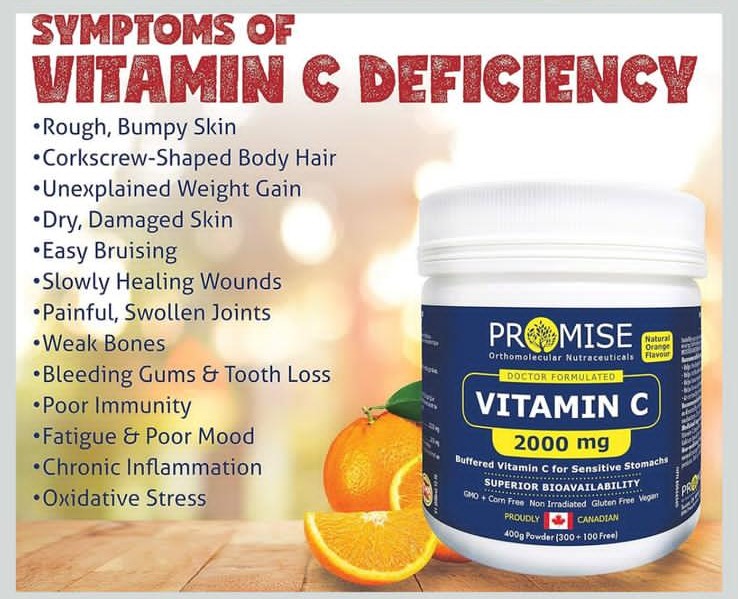 SYMPTOMS OF
VITAMIN C DEFICIENCY
•Rough, Bumpy Skin
•Corkscrew-Shaped Body Hair
•Unexplained Weight Gain
•Dry, Damaged Skin
•Easy Bruising
•Slowly Healing Wounds
•Painful, Swollen Joints
•Weak Bones
•Bleeding Gums & Tooth Loss
•Poor Immunity
•Fatigue & Poor Mood
•Chronic Inflammation
•Oxidative Stress
PROMISE
Orthomolecular Nutraceuticals
Natural
Orange
Flavour
DOCTOR FORMULATED
VITAMIN C
2000 mg
Buffered Vitamin C for Sensitive Stomachs
SUPERIOR BIOAVAILABILITY
GMO + Corn Free Non Irradiated Gluten Free Vegan
PROUDLY CANADIAN
400g Powder (300 + 100 Free)